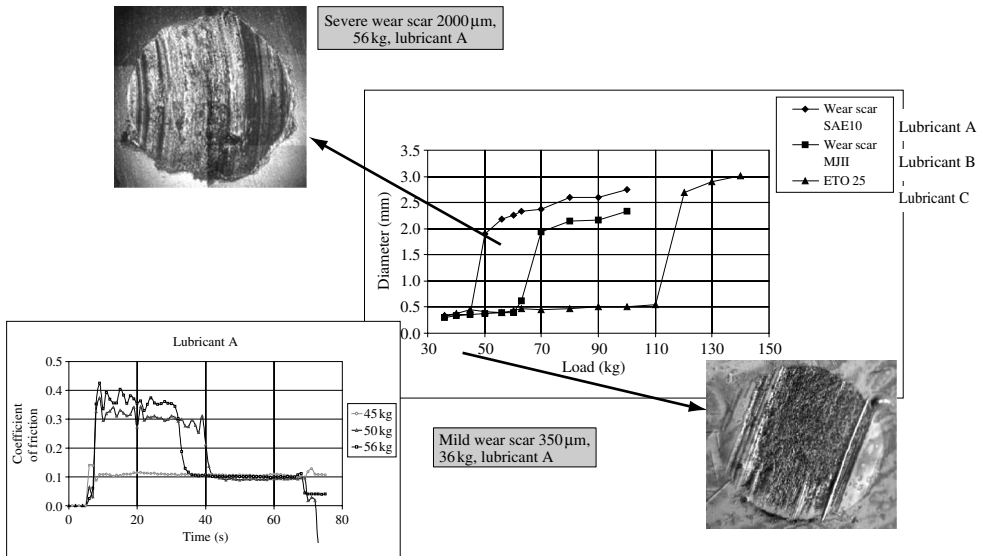 Severe wear scar 2000 μm,
56 kg, lubricant A
Wear scar
SAE10
Wear scar
MJII
ETO 25
Lubricant A
Lubricant B
Lubricant C
3.5
3.0
2.5
2.0
1.5
1.0
0.5
0.0
Diameter (mm)
30
50
70
90
110
130
150
Load (kg)
Lubricant A
0.5
0.4
0.3
0.2
0.1
0.0
Coefficient
of friction
0
20
40
60
80
Time (s)
45 kg
50 kg
56 kg
Mild wear scar 350 μm,
36 kg, lubricant A